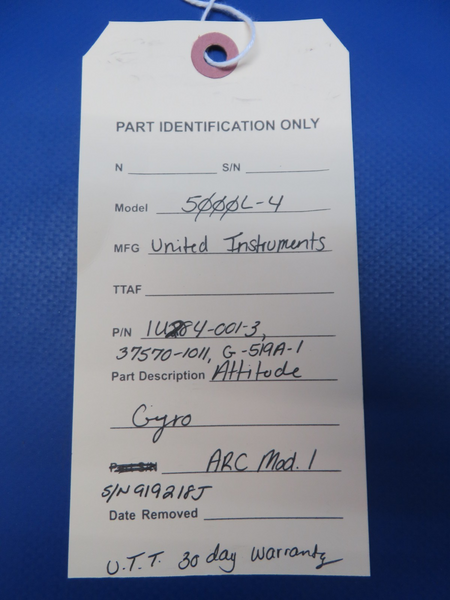 PART IDENTIFICATION ONLY
N S/N
Model 5000L-4
MFG United Instruments
TTAF
P/N 1U284-001-3,
37570-1011, G-519A-1
Part Description Attitude
Gyro
ARC Mod. 1
S/N 919218J
Date Removed
U.T.T. 30 day warranty